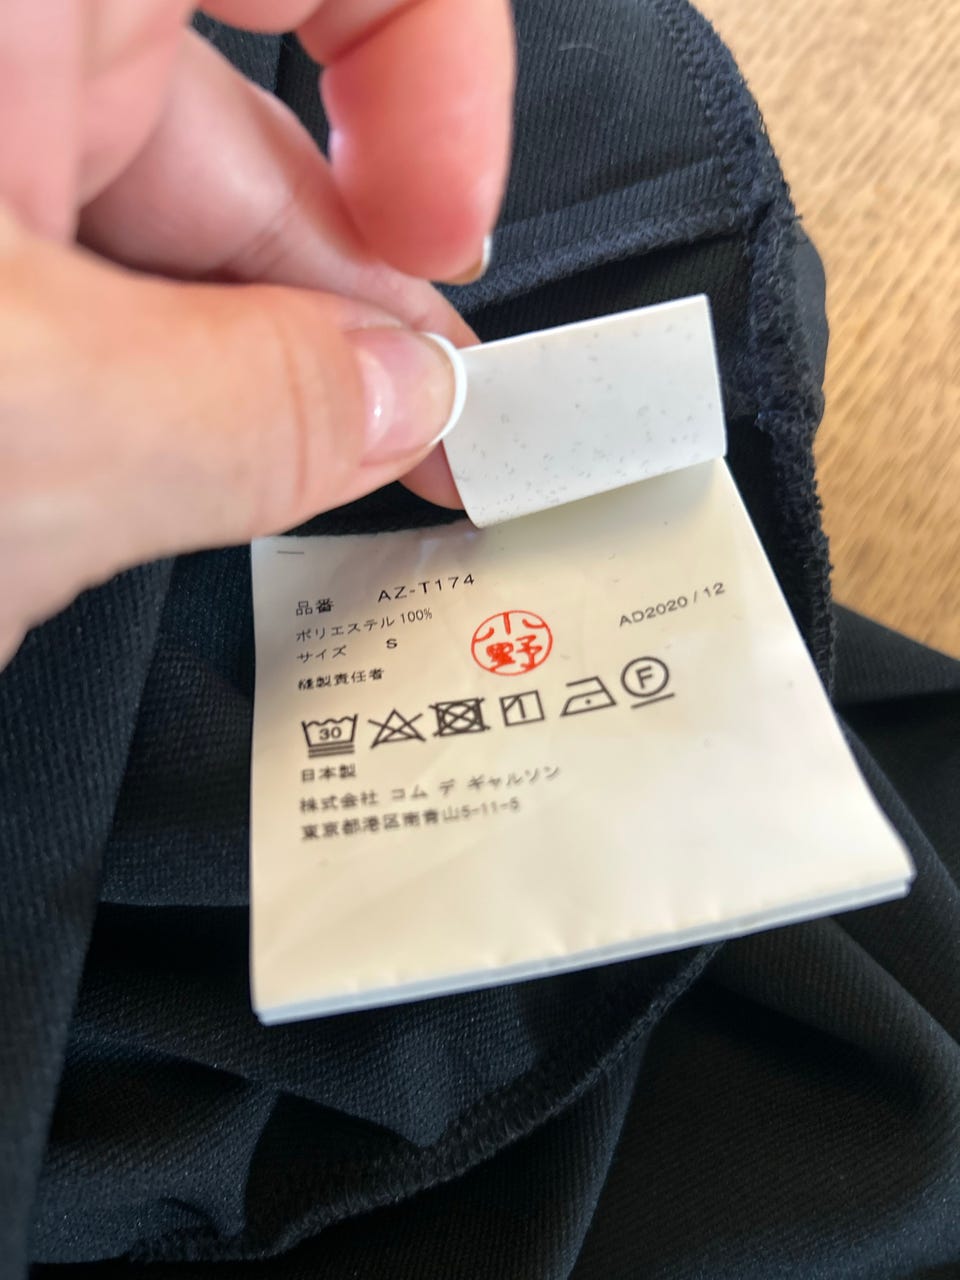 品番 AZ-T174
ポリエステル 100%
サイズ S
AD2020 / 12
縫製責任者
小野
30
F
日本製
株式会社 コム デ ギャルソン
東京都港区南青山5-11-5